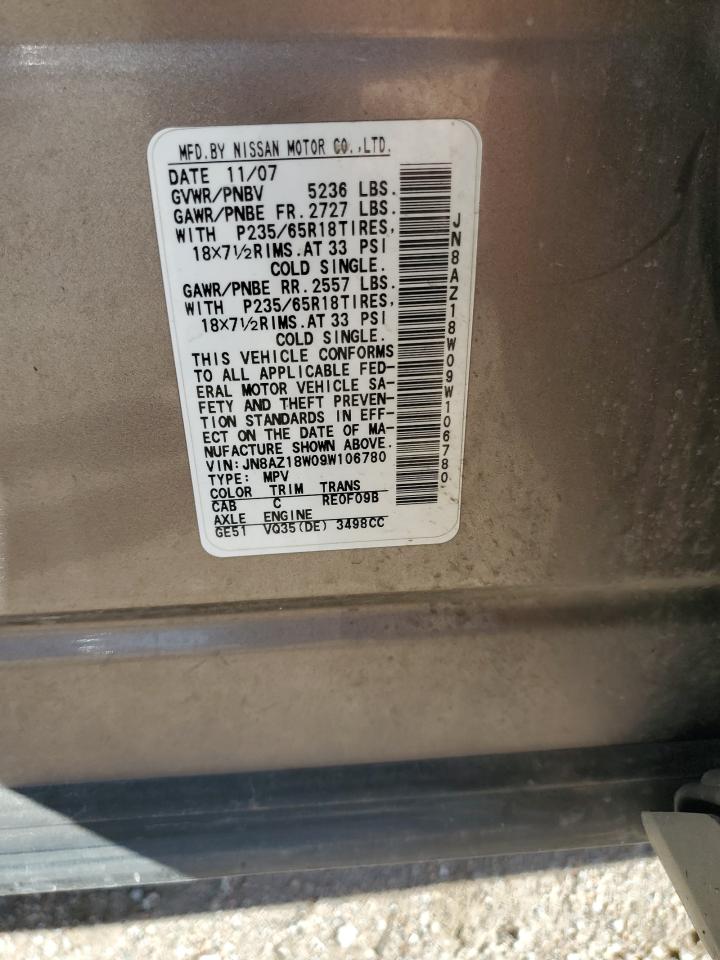 MFD.BY NISSAN MOTOR CO.,LTD.
DATE 11/07
GVWR/PNBV 5236 LBS.
GAWR/PNBE FR.2727 LBS.
WITH P235/65R18TIRES,
18X7½RIMS.AT 33 PSI
COLD SINGLE.
GAWR/PNBE RR.2557 LBS.
WITH P235/65R18TIRES,
18X7½RIMS.AT 33 PSI
COLD SINGLE.
THIS VEHICLE CONFORMS
TO ALL APPLICABLE FED-
ERAL MOTOR VEHICLE SA-
FETY AND THEFT PREVEN-
TION STANDARDS IN EFF-
ECT ON THE DATE OF MA-
NUFACTURE SHOWN ABOVE.
VIN:JN8AZ18W09W106780
TYPE: MPV
COLOR TRIM TRANS
CAB C RE0F09B
AXLE ENGINE
GE51 VQ35(DE) 3498CC
JN8AZ18W09W106780